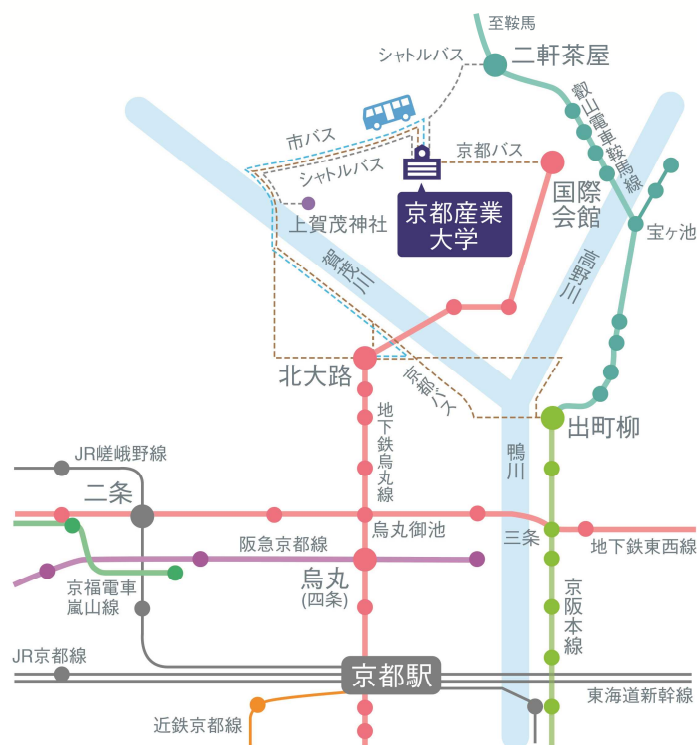 至鞍馬
シャトルバス
二軒茶屋
叡山電車鞍馬線
市バス
シャトルバス
京都バス
国際
会館
京都産業
大学
上賀茂神社
宝ヶ池
賀茂川
高野川
北大路
京都バス
出町柳
地下鉄烏丸線
鴨川
JR嵯峨野線
二条
烏丸御池
三条
地下鉄東西線
阪急京都線
烏丸
(四条)
京福電車
嵐山線
京阪本線
JR京都線
京都駅
東海道新幹線
近鉄京都線